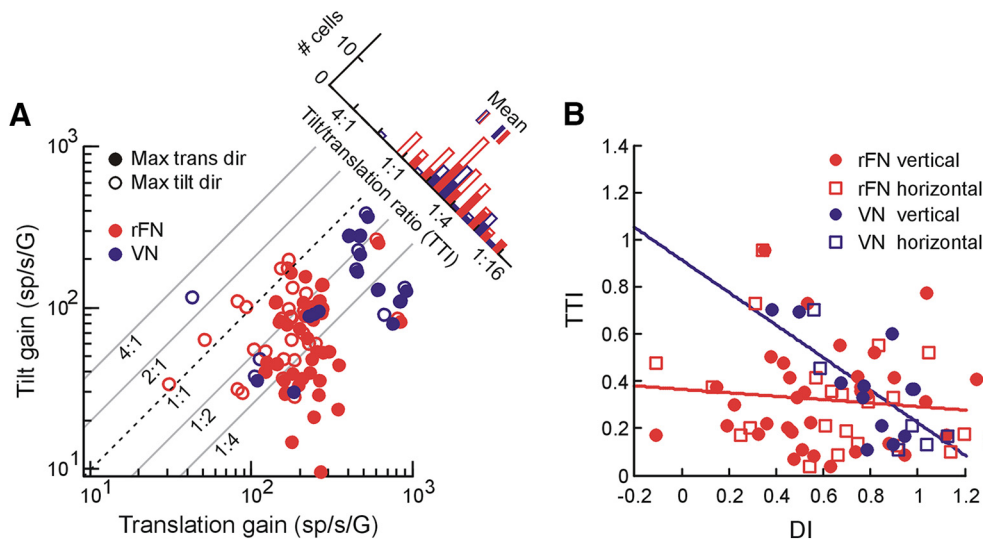 A
# cells
10
0
Mean
4:1
1:1
1:4
1:16
Tilt/translation ratio (TTI)
10³
10²
10¹
Tilt gain (sp/s/G)
Max trans dir
Max tilt dir
rFN
VN
4:1
2:1
1:1
1:2
1:4
10¹
10²
10³
Translation gain (sp/s/G)
B
1.4
1.2
1
0.8
0.6
0.4
0.2
0
TTI
rFN vertical
rFN horizontal
VN vertical
VN horizontal
-0.2
0
0.2
0.4
0.6
0.8
1.0
1.2
DI